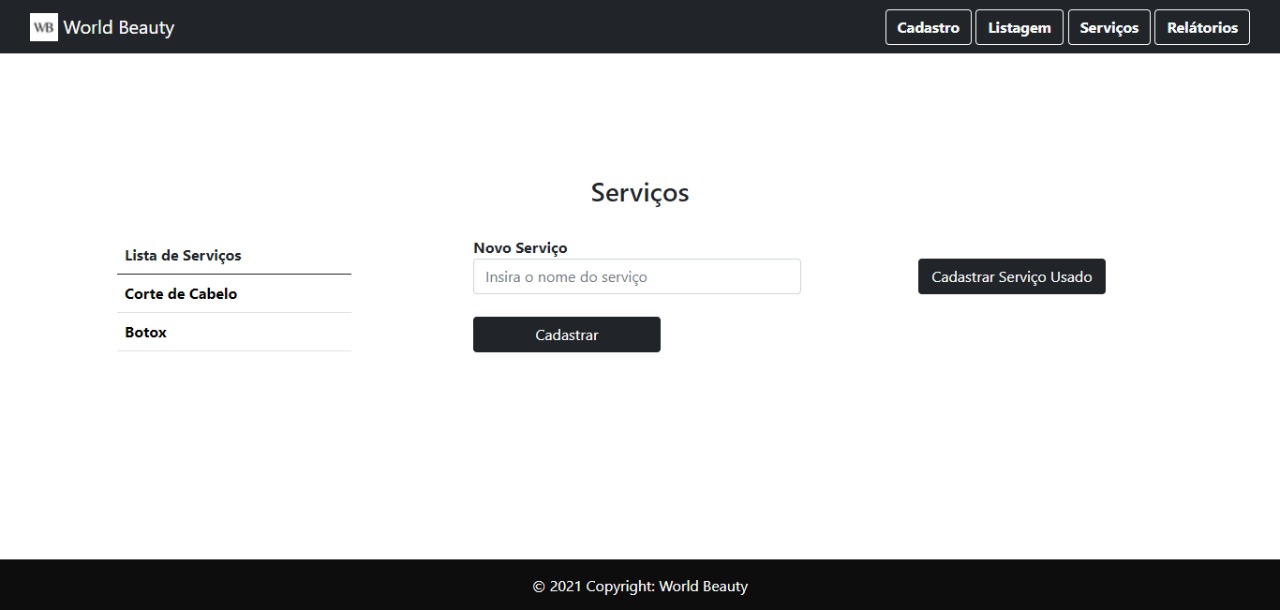 WB World Beauty
Cadastro Listagem Serviços Relátorios
Serviços
Lista de Serviços
Corte de Cabelo
Botox
Novo Serviço
Insira o nome do serviço
Cadastrar
Cadastrar Serviço Usado
© 2021 Copyright: World Beauty